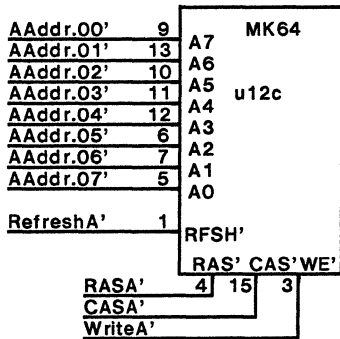 AAddr.00' 9 A7 MK64
AAddr.01' 13 A6
AAddr.02' 10 A5
AAddr.03' 11 A4 u12c
AAddr.04' 12 A3
AAddr.05' 6 A2
AAddr.06' 7 A1
AAddr.07' 5 A0
RefreshA' 1 RFSH'
RAS' CAS' WE'
RASA' 4 15 3
CASA'
WriteA'